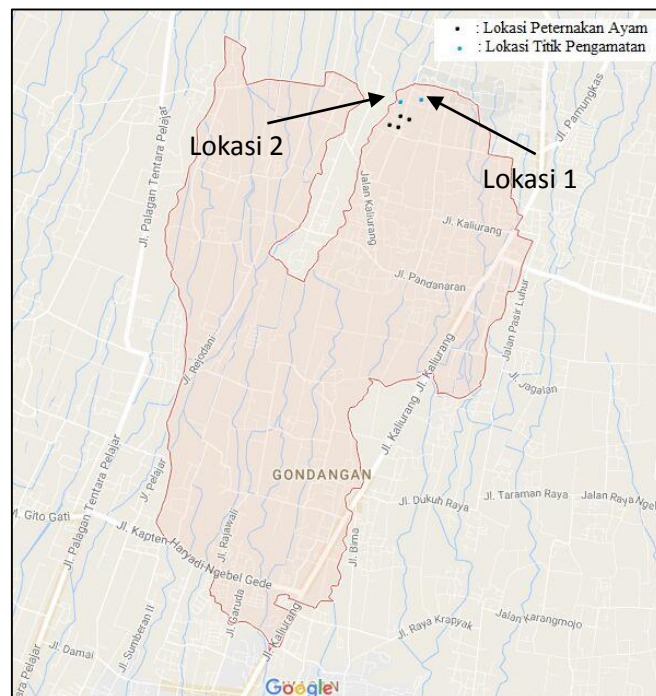 : Lokasi Peternakan Ayam
: Lokasi Titik Pengamatan
Jl. Pamungkas
Lokasi 2
Lokasi 1
Jl. Palagan Tentara Pelajar
Jalan Kaliurang
Jl. Kaliurang
Jl. Pandanaran
Jalan Pasir Luhur
Jl. Rejodani
Jl. Kaliurang
Jl. Kaliurang
Jl. Jagalan
GONDANGAN
Jl. Palagan Tentara Pelajar
Jl. Dukuh Raya
Jl. Taraman Raya
Jalan Raya Ngeb
M. Gito Gati
Jl. Kapten Haryadi Ngebel Gede
Jl. Rajawali
Jl. Bima
Jl. Garuda
Jl. Sumberan II
Jl. Kaliurang
Jl. Damai
Jl. Raya Krapyak
Jalan Karangmojo
Google